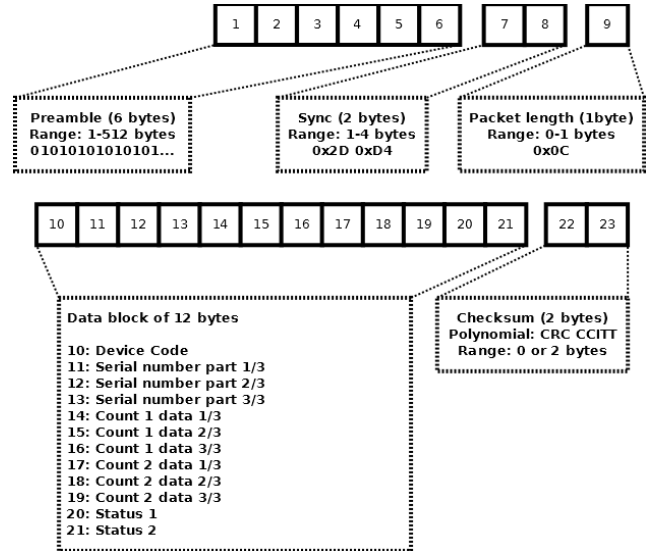 1 2 3 4 5 6 7 8 9
Preamble (6 bytes)
Range: 1-512 bytes
01010101010101...
Sync (2 bytes)
Range: 1-4 bytes
0x2D 0xD4
Packet length (1byte)
Range: 0-1 bytes
0x0C
10 11 12 13 14 15 16 17 18 19 20 21 22 23
Data block of 12 bytes
10: Device Code
11: Serial number part 1/3
12: Serial number part 2/3
13: Serial number part 3/3
14: Count 1 data 1/3
15: Count 1 data 2/3
16: Count 1 data 3/3
17: Count 2 data 1/3
18: Count 2 data 2/3
19: Count 2 data 3/3
20: Status 1
21: Status 2
Checksum (2 bytes)
Polynomial: CRC CCITT
Range: 0 or 2 bytes